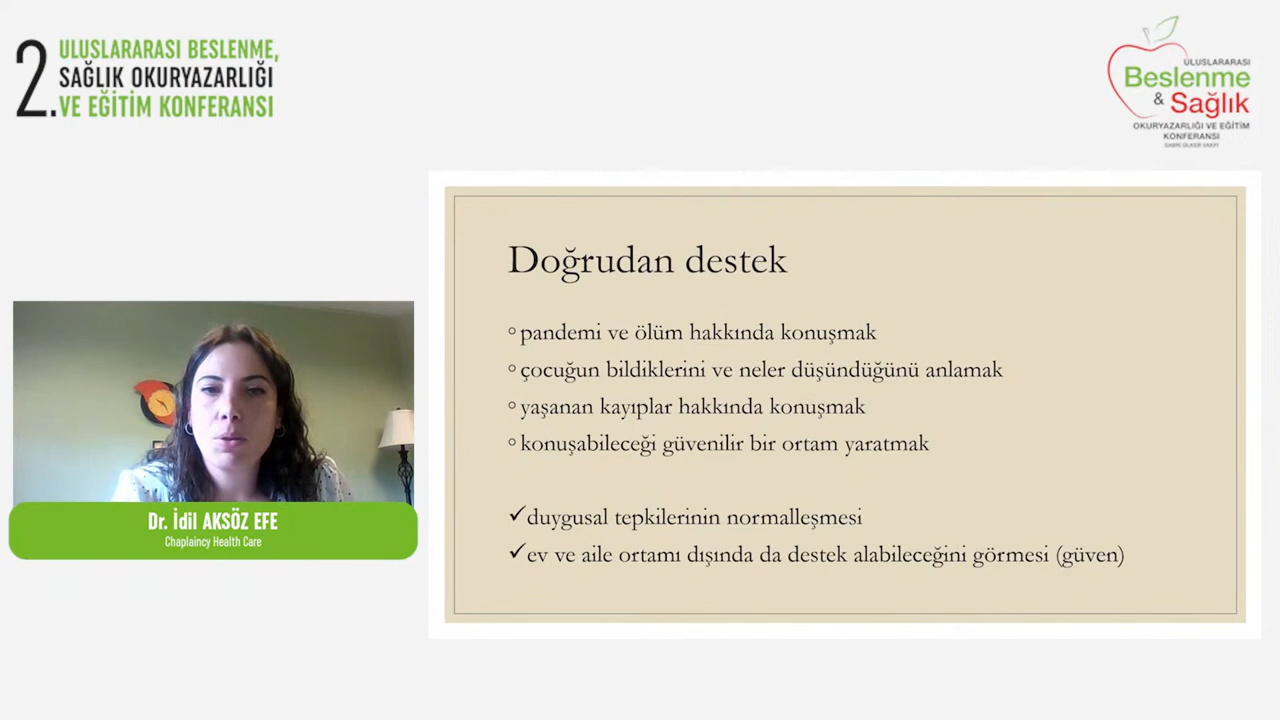 2.
ULUSLARARASI BESLENME,
SAĞLIK OKURYAZARLIĞI
VE EĞİTİM KONFERANSI
ULUSLARARASI
Beslenme
& Sağlık
OKURYAZARLIĞI VE EĞİTİM
KONFERANSI
SABRİ ÜLKER VAKFI
Doğrudan destek
pandemi ve ölüm hakkında konuşmak
çocuğun bildiklerini ve neler düşündüğünü anlamak
yaşanan kayıplar hakkında konuşmak
konuşabileceği güvenilir bir ortam yaratmak
✓duygusal tepkilerinin normalleşmesi
✓ev ve aile ortamı dışında da destek alabileceğini görmesi (güven)
Dr. İdil AKSÖZ EFE
Chaplaincy Health Care